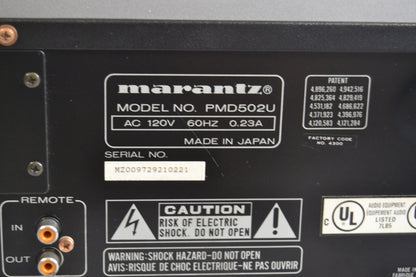 marantz®
MODEL NO. PMD502U
AC 120V 60HZ 0.23A
MADE IN JAPAN
SERIAL NO.
MZ009729210221
PATENT
4,896,260 4,942,516
4,825,364 4,829,419
4,531,182 4,686,622
4,371,923 4,396,976
4,120,583 4,121,284
FACTORY CODE
NO. 4300
REMOTE
IN
OUT
CAUTION
RISK OF ELECTRIC
SHOCK. DO NOT OPEN
WARNING:SHOCK HAZARD-DO NOT OPEN
AVIS:RISQUE DE CHOC ELECTRIQUE-NE PAS OUVRIR
C UL
AUDIO EQUIPMENT
EQUIPEMENT AUDIO
LISTED
7L85
MADE